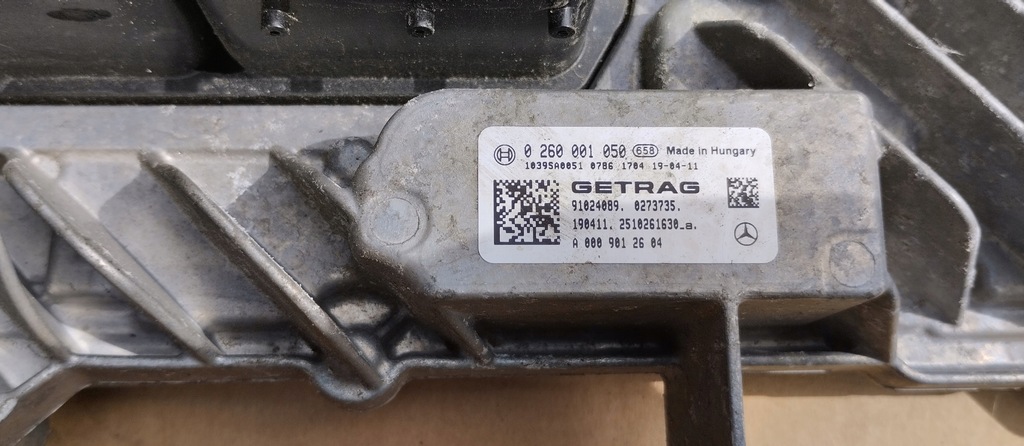 0 260 001 050 658 Made in Hungary
1039SA0051 0786 1704 19-04-11
GETRAG
91024089. 0273735.
190411. 2510261630_a.
A 000 901 26 04